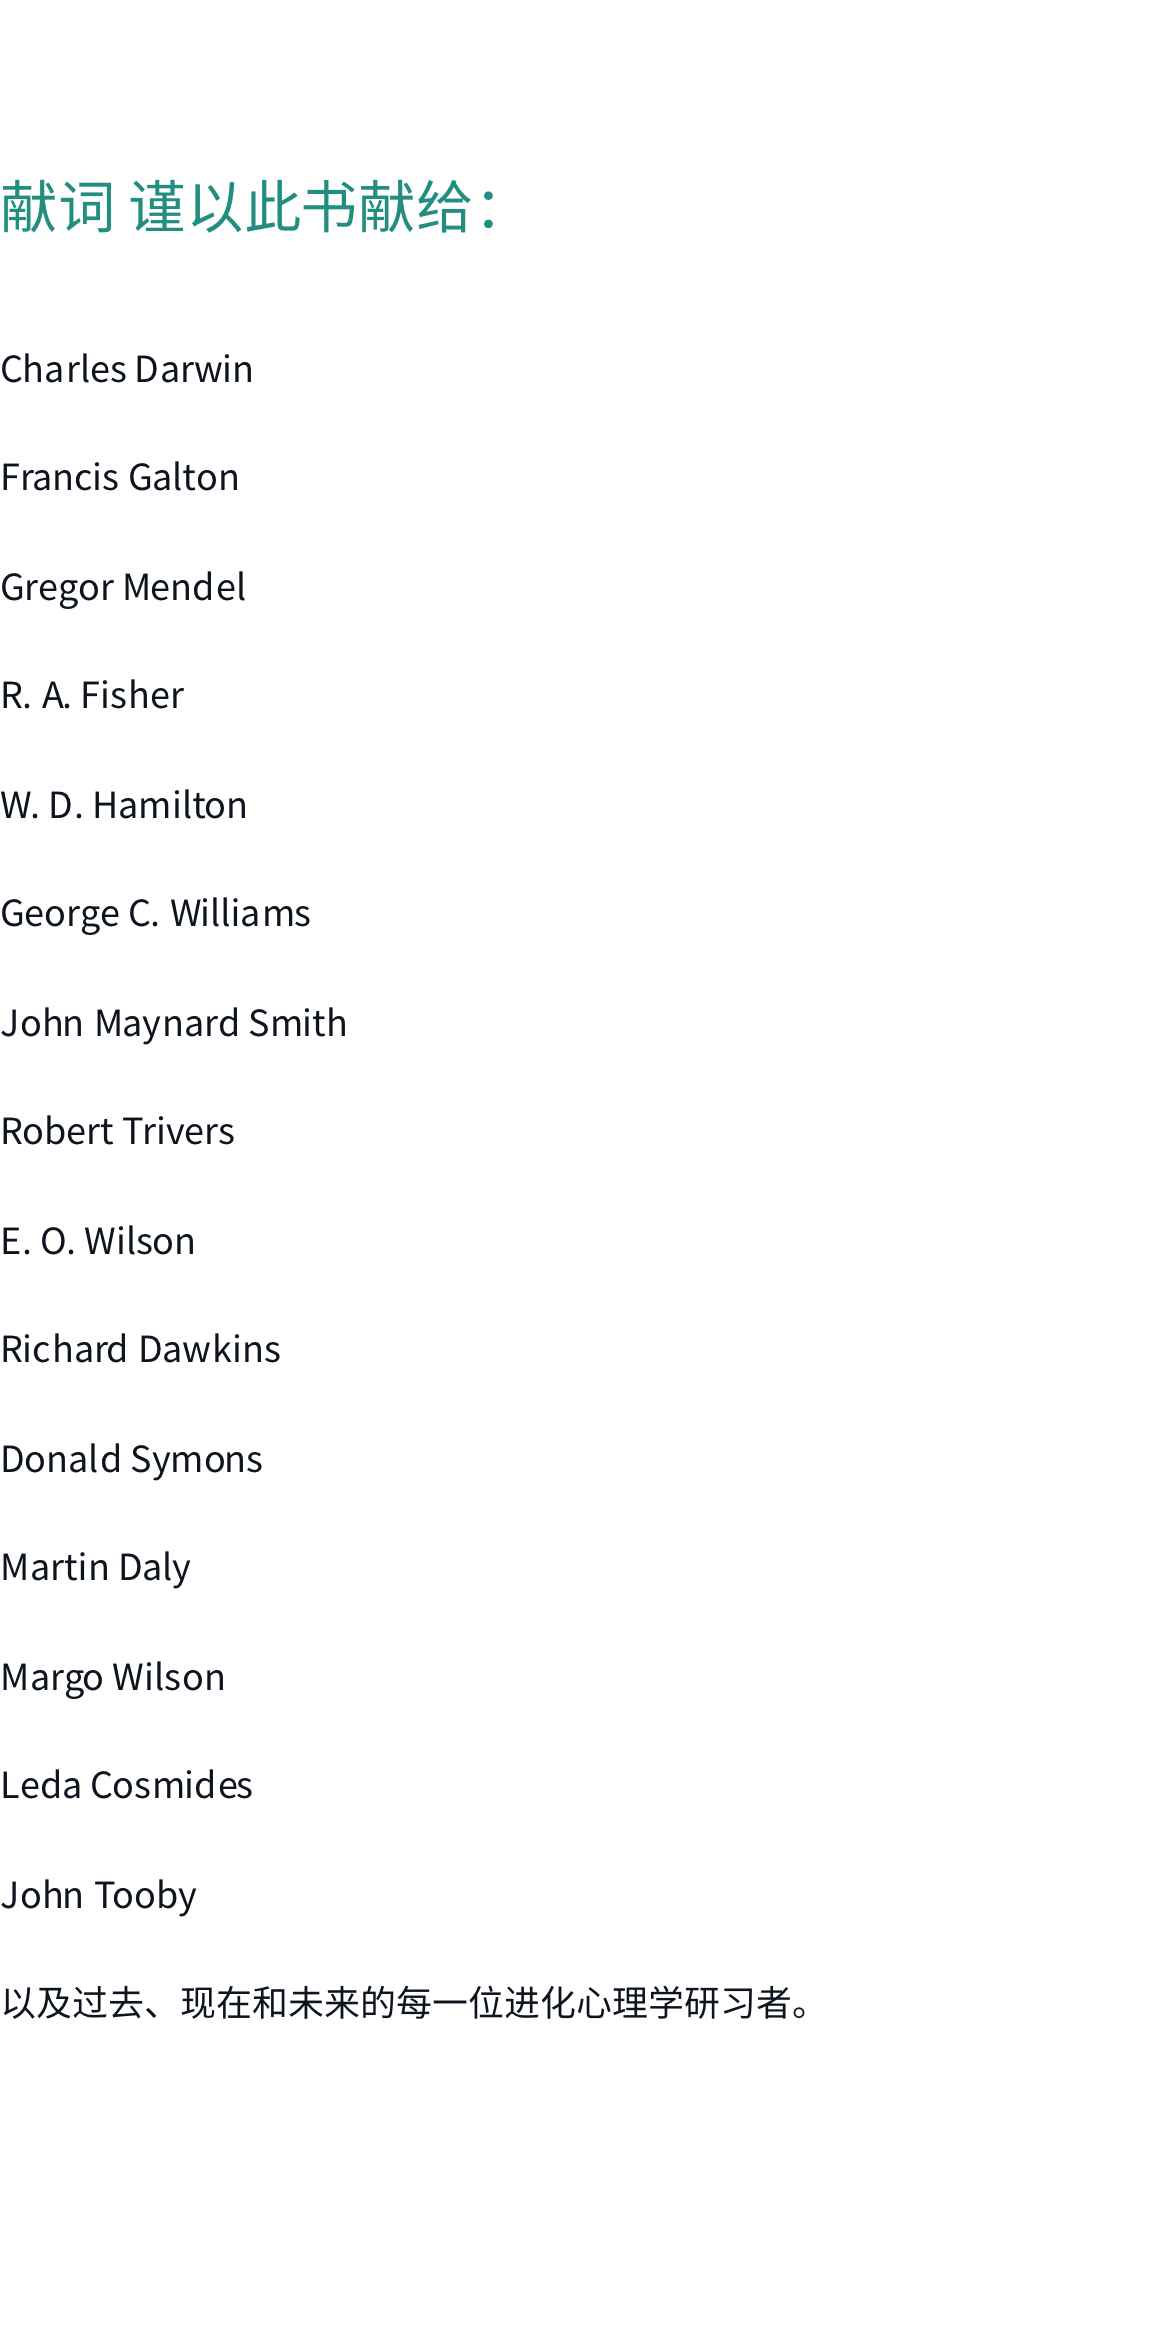 献词 谨以此书献给：
Charles Darwin
Francis Galton
Gregor Mendel
R. A. Fisher
W. D. Hamilton
George C. Williams
John Maynard Smith
Robert Trivers
E. O. Wilson
Richard Dawkins
Donald Symons
Martin Daly
Margo Wilson
Leda Cosmides
John Tooby
以及过去、现在和未来的每一位进化心理学研习者。